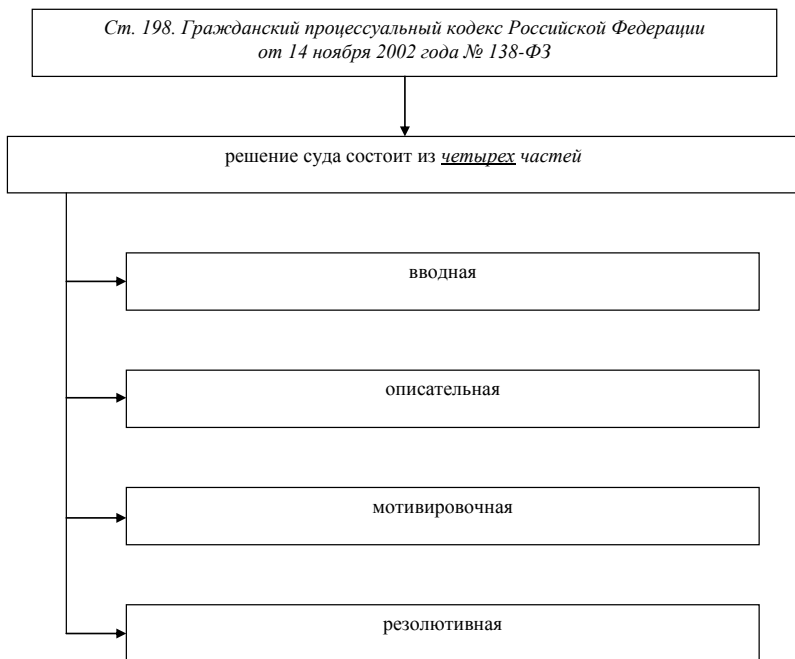 Ст. 198. Гражданский процессуальный кодекс Российской Федерации
от 14 ноября 2002 года № 138-ФЗ
решение суда состоит из четырех частей
вводная
описательная
мотивировочная
резолютивная